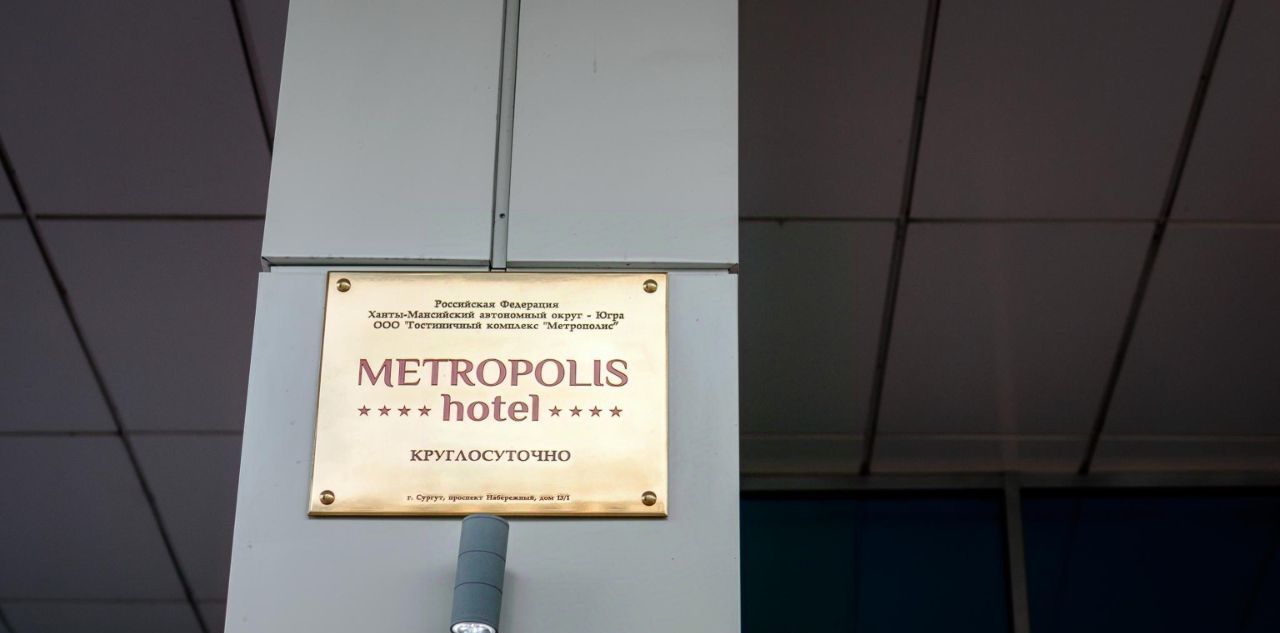 Российская Федерация
Ханты-Мансийский автономный округ - Югра
ООО "Гостиничный комплекс "Метрополис"
METROPOLIS
★★★★ hotel ★★★★
КРУГЛОСУТОЧНО
г. Сургут, проспект Набережный, дом 13/1